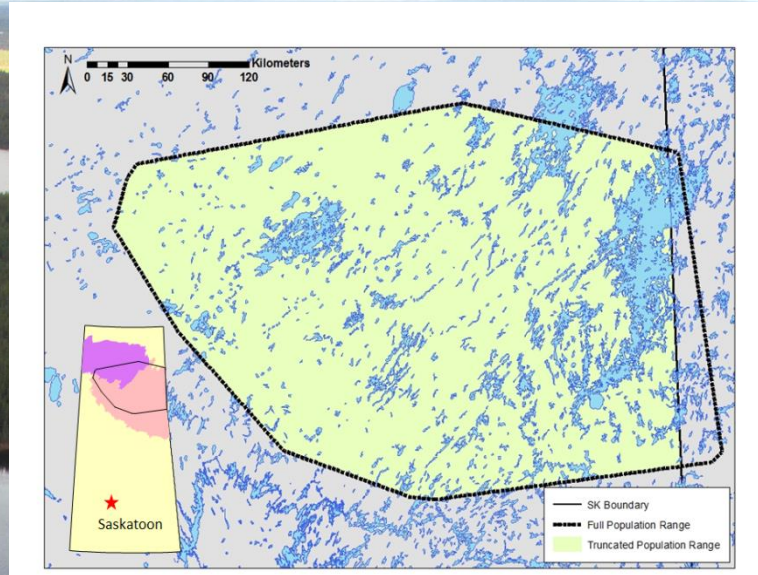 N
Kilometers
0 15 30 60 90 120
Saskatoon
SK Boundary
Full Population Range
Truncated Population Range